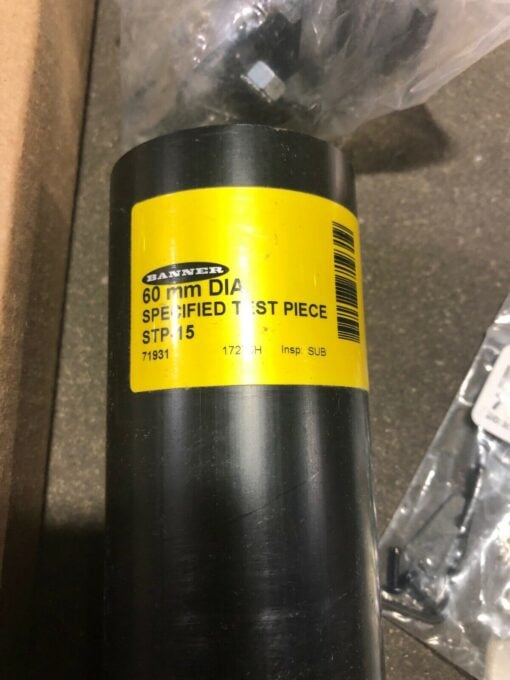 BANNER
60 mm DIA
SPECIFIED TEST PIECE
STP-15
71931 Insp: SUB